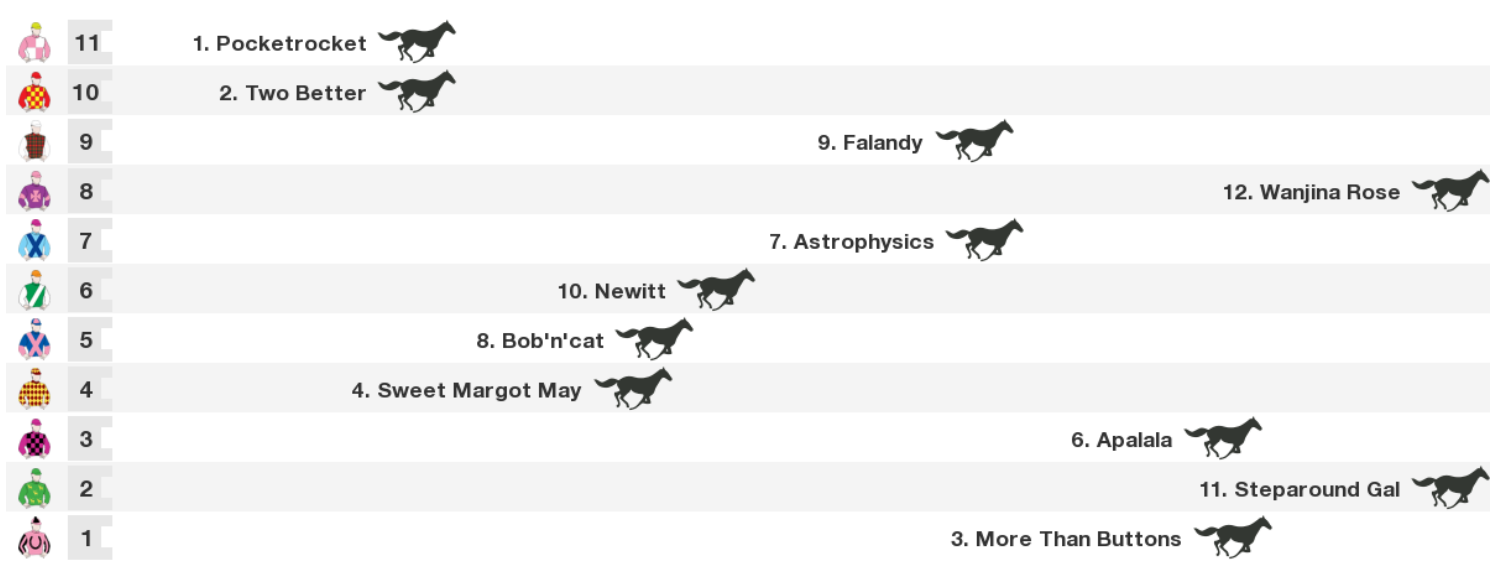 11 1. Pocketrocket
10 2. Two Better
9 9. Falandy
8 12. Wanjina Rose
7 7. Astrophysics
6 10. Newitt
5 8. Bob'n'cat
4 4. Sweet Margot May
3 6. Apalala
2 11. Steparound Gal
1 3. More Than Buttons